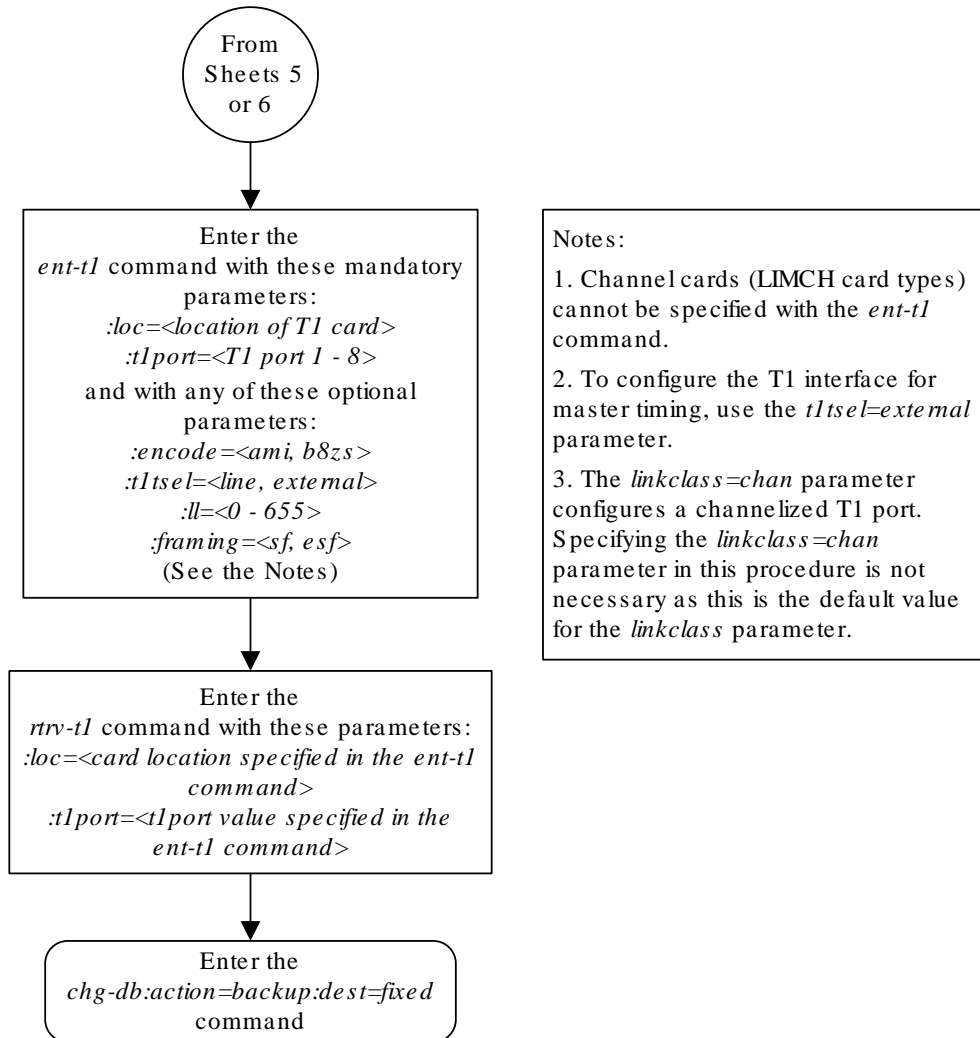 From
Sheets 5
or 6
Enter the
ent-t1 command with these mandatory
parameters:
:loc=<location of T1 card>
:t1port=<T1 port 1 - 8>
and with any of these optional
parameters:
:encode=<ami, b8zs>
:t1tsel=<line, external>
:ll=<0 - 655>
:framing=<sf, esf>
(See the Notes)
Notes:
1. Channel cards (LIMCH card types)
cannot be specified with the ent-t1
command.
2. To configure the T1 interface for
master timing, use the t1tsel=external
parameter.
3. The linkclass=chan parameter
configures a channelized T1 port.
Specifying the linkclass=chan
parameter in this procedure is not
necessary as this is the default value
for the linkclass parameter.
Enter the
rtrv-t1 command with these parameters:
:loc=<card location specified in the ent-t1
command>
:t1port=<t1port value specified in the
ent-t1 command>
Enter the
chg-db:action=backup:dest=fixed
command